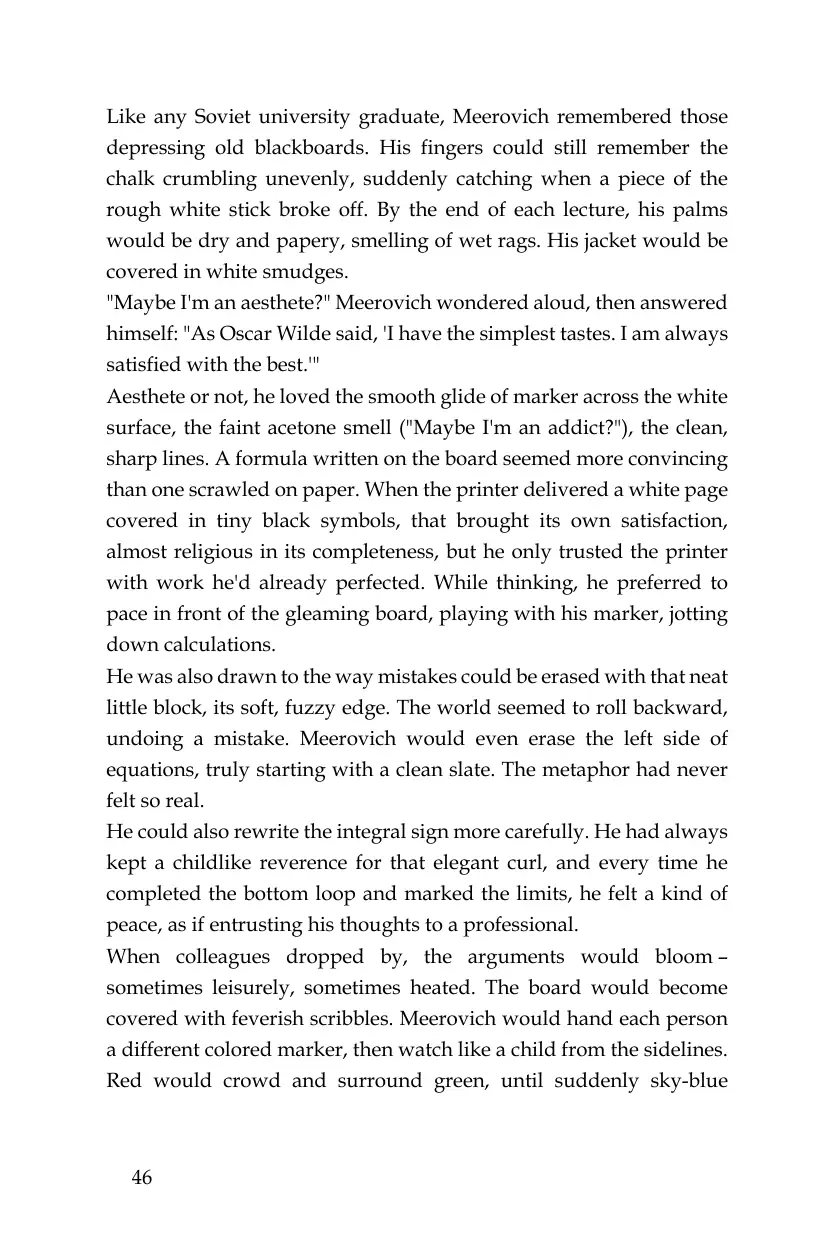 Like any Soviet university graduate, Meerovich remembered those
depressing old blackboards. His fingers could still remember the
chalk crumbling unevenly, suddenly catching when a piece of the
rough white stick broke off. By the end of each lecture, his palms
would be dry and papery, smelling of wet rags. His jacket would be
covered in white smudges.
"Maybe I'm an aesthete?" Meerovich wondered aloud, then answered
himself: "As Oscar Wilde said, 'I have the simplest tastes. I am always
satisfied with the best.'"
Aesthete or not, he loved the smooth glide of marker across the white
surface, the faint acetone smell ("Maybe I'm an addict?"), the clean,
sharp lines. A formula written on the board seemed more convincing
than one scrawled on paper. When the printer delivered a white page
covered in tiny black symbols, that brought its own satisfaction,
almost religious in its completeness, but he only trusted the printer
with work he'd already perfected. While thinking, he preferred to
pace in front of the gleaming board, playing with his marker, jotting
down calculations.
He was also drawn to the way mistakes could be erased with that neat
little block, its soft, fuzzy edge. The world seemed to roll backward,
undoing a mistake. Meerovich would even erase the left side of
equations, truly starting with a clean slate. The metaphor had never
felt so real.
He could also rewrite the integral sign more carefully. He had always
kept a childlike reverence for that elegant curl, and every time he
completed the bottom loop and marked the limits, he felt a kind of
peace, as if entrusting his thoughts to a professional.
When colleagues dropped by, the arguments would bloom –
sometimes leisurely, sometimes heated. The board would become
covered with feverish scribbles. Meerovich would hand each person
a different colored marker, then watch like a child from the sidelines.
Red would crowd and surround green, until suddenly sky-blue
46